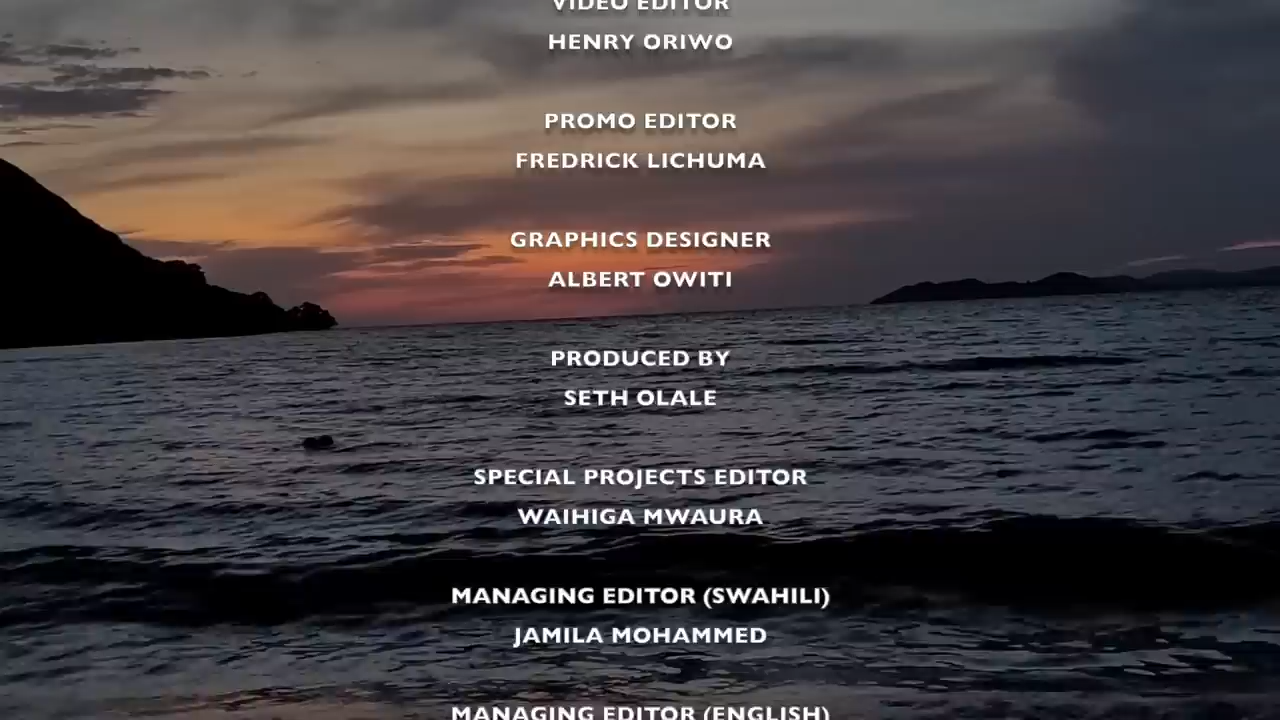 VIDEO EDITOR
HENRY ORIWO
PROMO EDITOR
FREDRICK LICHUMA
GRAPHICS DESIGNER
ALBERT OWITI
PRODUCED BY
SETH OLALE
SPECIAL PROJECTS EDITOR
WAIHIGA MWAURA
MANAGING EDITOR (SWAHILI)
JAMILA MOHAMMED
MANAGING EDITOR (ENGLISH)